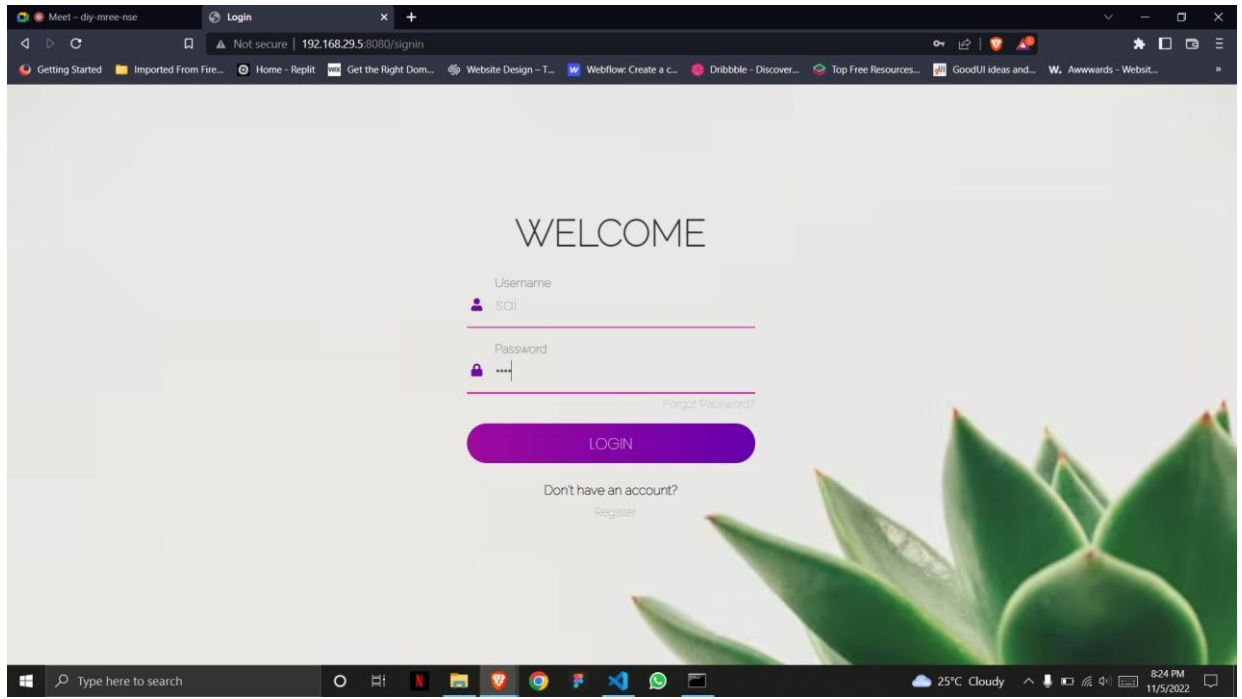 Meet – diy-mree-nse
Login
Not secure | 192.168.29.5:8080/signin
Getting Started
Imported From Fire...
Home - Replit
Get the Right Dom...
Website Design – T...
Webflow: Create a c...
Dribbble - Discover...
Top Free Resources...
GoodUI ideas and...
W. Awwwards - Websit...
WELCOME
Username
sai
Password
Forgot Password?
LOGIN
Don't have an account?
Register
Type here to search
25°C Cloudy
8:24 PM
11/5/2022